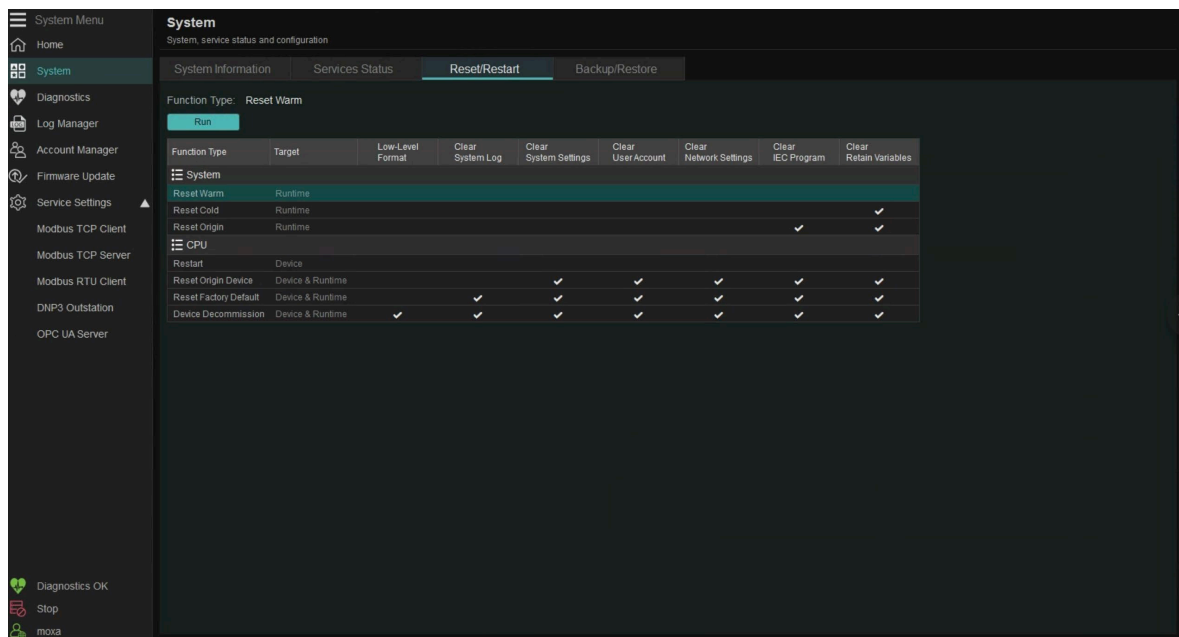 System Menu
Home
System
Diagnostics
Log Manager
Account Manager
Firmware Update
Service Settings
Modbus TCP Client
Modbus TCP Server
Modbus RTU Client
DNP3 Outstation
OPC UA Server
Diagnostics OK
Stop
moxa
System
System, service status and configuration
System Information Services Status Reset/Restart Backup/Restore
Function Type: Reset Warm
Run
Function Type Target Low-Level Format Clear System Log Clear System Settings Clear User Account Clear Network Settings Clear IEC Program Clear Retain Variables
System
Reset Warm Runtime
Reset Cold Runtime
Reset Origin Runtime
CPU
Restart Device
Reset Origin Device Device & Runtime
Reset Factory Default Device & Runtime
Device Decommission Device & Runtime